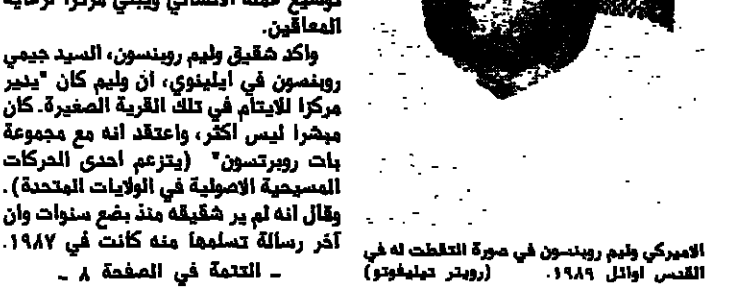 توسيع عمله الانساني ويبني مركزا لرعاية
المعاقين.
واكد شقيق وليم روبنسون، السيد جيمي
روبنسون في ايلينوي، ان وليم كان "يدير
مركزا للايتام في تلك القرية الصغيرة. كان
مبشرا ليس اكثر، واعتقد انه مع مجموعة
بات روبرتسون" (يتزعم احدى الحركات
المسيحية الاصولية في الولايات المتحدة).
وقال انه لم ير شقيقه منذ بضع سنوات وان
آخر رسالة تسلمها منه كانت في ١٩٨٧.
ـ التتمة في الصفحة ٨ ـ
الاميركي وليم روبنسون في صورة التقطت له في
القدس اوائل ١٩٨٩. (رويتر تيليفوتو)